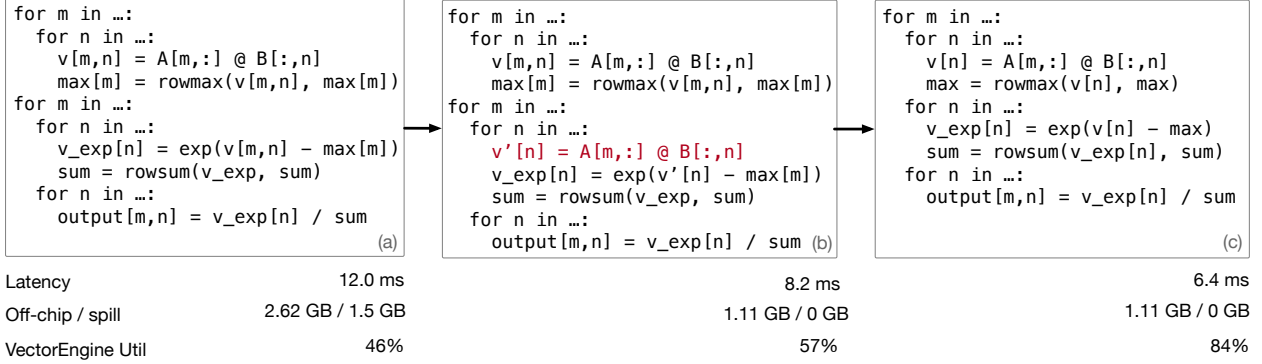 for m in …:
  for n in …:
    v[m,n] = A[m,:] @ B[:,n]
    max[m] = rowmax(v[m,n], max[m])
for m in …:
  for n in …:
    v_exp[n] = exp(v[m,n] − max[m])
    sum = rowsum(v_exp, sum)
  for n in …:
    output[m,n] = v_exp[n] / sum
(a)
for m in …:
  for n in …:
    v[m,n] = A[m,:] @ B[:,n]
    max[m] = rowmax(v[m,n], max[m])
for m in …:
  for n in …:
    v’[n] = A[m,:] @ B[:,n]
    v_exp[n] = exp(v’[n] − max[m])
    sum = rowsum(v_exp, sum)
  for n in …:
    output[m,n] = v_exp[n] / sum (b)
for m in …:
  for n in …:
    v[n] = A[m,:] @ B[:,n]
    max = rowmax(v[n], max)
  for n in …:
    v_exp[n] = exp(v[n] − max)
    sum = rowsum(v_exp[n], sum)
  for n in …:
    output[m,n] = v_exp[n] / sum
(c)
Latency 12.0 ms 8.2 ms 6.4 ms
Off-chip / spill 2.62 GB / 1.5 GB 1.11 GB / 0 GB 1.11 GB / 0 GB
VectorEngine Util 46% 57% 84%